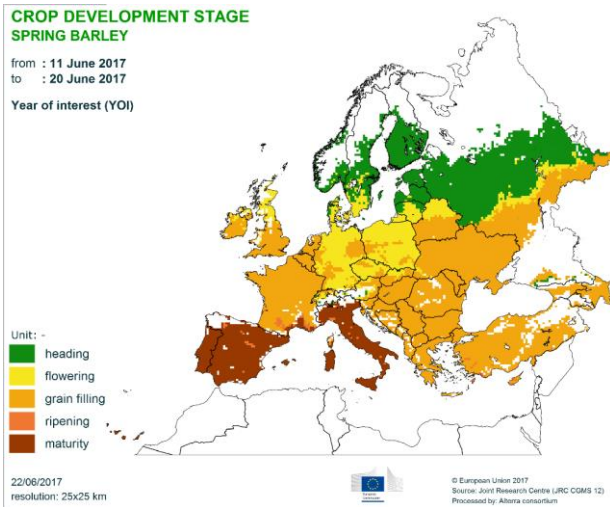 CROP DEVELOPMENT STAGE
SPRING BARLEY
from : 11 June 2017
to : 20 June 2017
Year of interest (YOI)
Unit: -
heading
flowering
grain filling
ripening
maturity
22/06/2017
resolution: 25x25 km
European
Commission
© European Union 2017
Source: Joint Research Centre (JRC CGMS 12)
Processed by: Alterra consortium